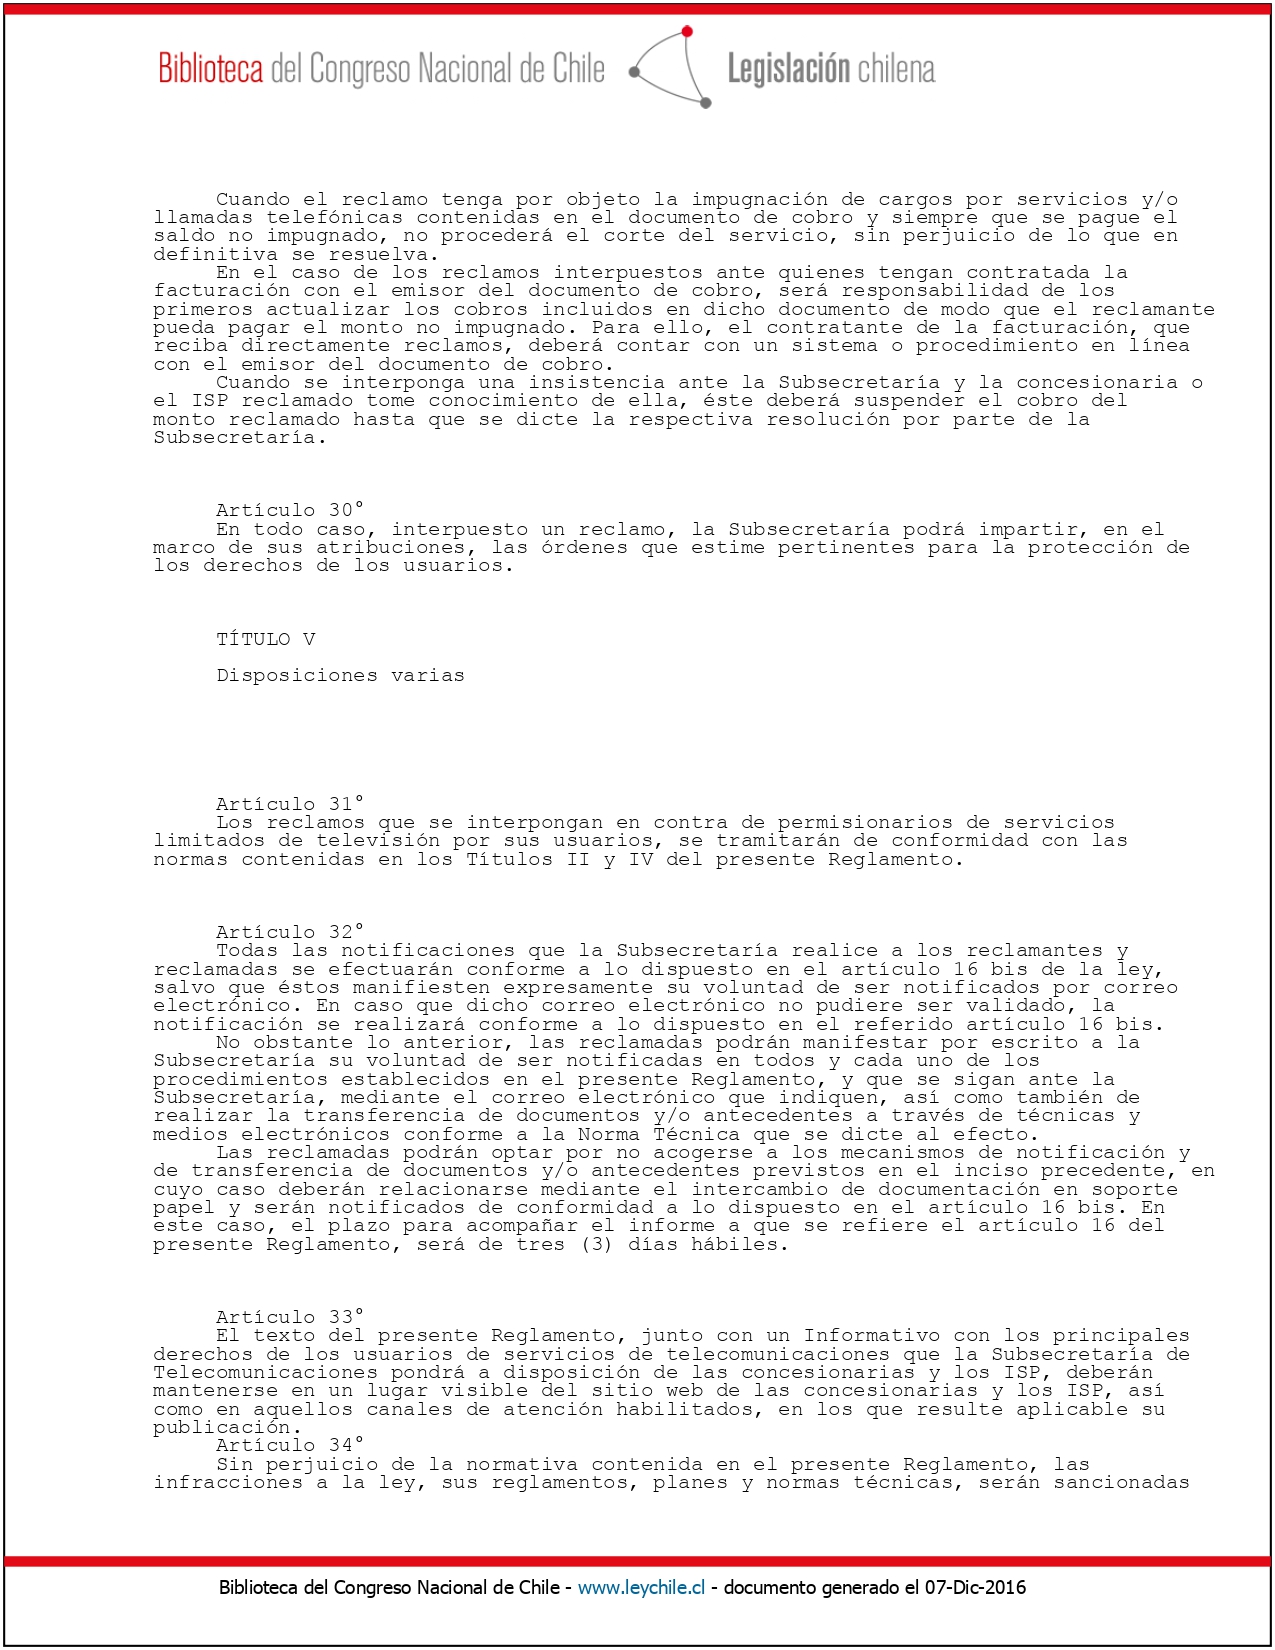 Biblioteca del Congreso Nacional de Chile Legislación chilena
Cuando el reclamo tenga por objeto la impugnación de cargos por servicios y/o
llamadas telefónicas contenidas en el documento de cobro y siempre que se pague el
saldo no impugnado, no procederá el corte del servicio, sin perjuicio de lo que en
definitiva se resuelva.
En el caso de los reclamos interpuestos ante quienes tengan contratada la
facturación con el emisor del documento de cobro, será responsabilidad de los
primeros actualizar los cobros incluidos en dicho documento de modo que el reclamante
pueda pagar el monto no impugnado. Para ello, el contratante de la facturación, que
reciba directamente reclamos, deberá contar con un sistema o procedimiento en línea
con el emisor del documento de cobro.
Cuando se interponga una insistencia ante la Subsecretaría y la concesionaria o
el ISP reclamado tome conocimiento de ella, éste deberá suspender el cobro del
monto reclamado hasta que se dicte la respectiva resolución por parte de la
Subsecretaría.
Artículo 30°
En todo caso, interpuesto un reclamo, la Subsecretaría podrá impartir, en el
marco de sus atribuciones, las órdenes que estime pertinentes para la protección de
los derechos de los usuarios.
TÍTULO V
Disposiciones varias
Artículo 31°
Los reclamos que se interpongan en contra de permisionarios de servicios
limitados de televisión por sus usuarios, se tramitarán de conformidad con las
normas contenidas en los Títulos II y IV del presente Reglamento.
Artículo 32°
Todas las notificaciones que la Subsecretaría realice a los reclamantes y
reclamadas se efectuarán conforme a lo dispuesto en el artículo 16 bis de la ley,
salvo que éstos manifiesten expresamente su voluntad de ser notificados por correo
electrónico. En caso que dicho correo electrónico no pudiere ser validado, la
notificación se realizará conforme a lo dispuesto en el referido artículo 16 bis.
No obstante lo anterior, las reclamadas podrán manifestar por escrito a la
Subsecretaría su voluntad de ser notificadas en todos y cada uno de los
procedimientos establecidos en el presente Reglamento, y que se sigan ante la
Subsecretaría, mediante el correo electrónico que indiquen, así como también de
realizar la transferencia de documentos y/o antecedentes a través de técnicas y
medios electrónicos conforme a la Norma Técnica que se dicte al efecto.
Las reclamadas podrán optar por no acogerse a los mecanismos de notificación y
de transferencia de documentos y/o antecedentes previstos en el inciso precedente, en
cuyo caso deberán relacionarse mediante el intercambio de documentación en soporte
papel y serán notificados de conformidad a lo dispuesto en el artículo 16 bis. En
este caso, el plazo para acompañar el informe a que se refiere el artículo 16 del
presente Reglamento, será de tres (3) días hábiles.
Artículo 33°
El texto del presente Reglamento, junto con un Informativo con los principales
derechos de los usuarios de servicios de telecomunicaciones que la Subsecretaría de
Telecomunicaciones pondrá a disposición de las concesionarias y los ISP, deberán
mantenerse en un lugar visible del sitio web de las concesionarias y los ISP, así
como en aquellos canales de atención habilitados, en los que resulte aplicable su
publicación.
Artículo 34°
Sin perjuicio de la normativa contenida en el presente Reglamento, las
infracciones a la ley, sus reglamentos, planes y normas técnicas, serán sancionadas
Biblioteca del Congreso Nacional de Chile - www.leychile.cl - documento generado el 07-Dic-2016